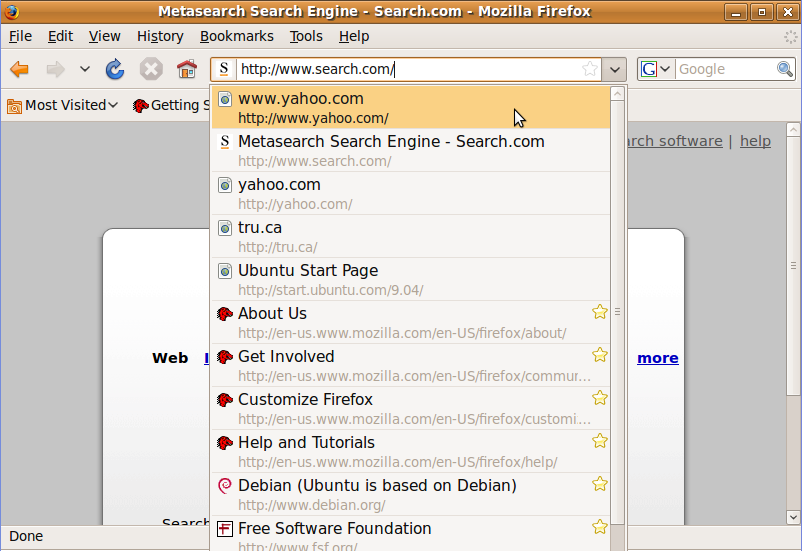 Metasearch Search Engine - Search.com - Mozilla Firefox
File Edit View History Bookmarks Tools Help
S http://www.search.com/ G Google
Most Visited Getting S
www.yahoo.com
http://www.yahoo.com/
rch software | help
S Metasearch Search Engine - Search.com
http://www.search.com/
yahoo.com
http://yahoo.com/
tru.ca
http://tru.ca/
Ubuntu Start Page
http://start.ubuntu.com/9.04/
About Us
http://en-us.www.mozilla.com/en-US/firefox/about/
Web Get Involved more
http://en-us.www.mozilla.com/en-US/firefox/commur...
Customize Firefox
http://en-us.www.mozilla.com/en-US/firefox/customi...
Help and Tutorials
http://en-us.www.mozilla.com/en-US/firefox/help/
Debian (Ubuntu is based on Debian)
http://www.debian.org/
Searc
Free Software Foundation
Done
http://www.fsf.org/